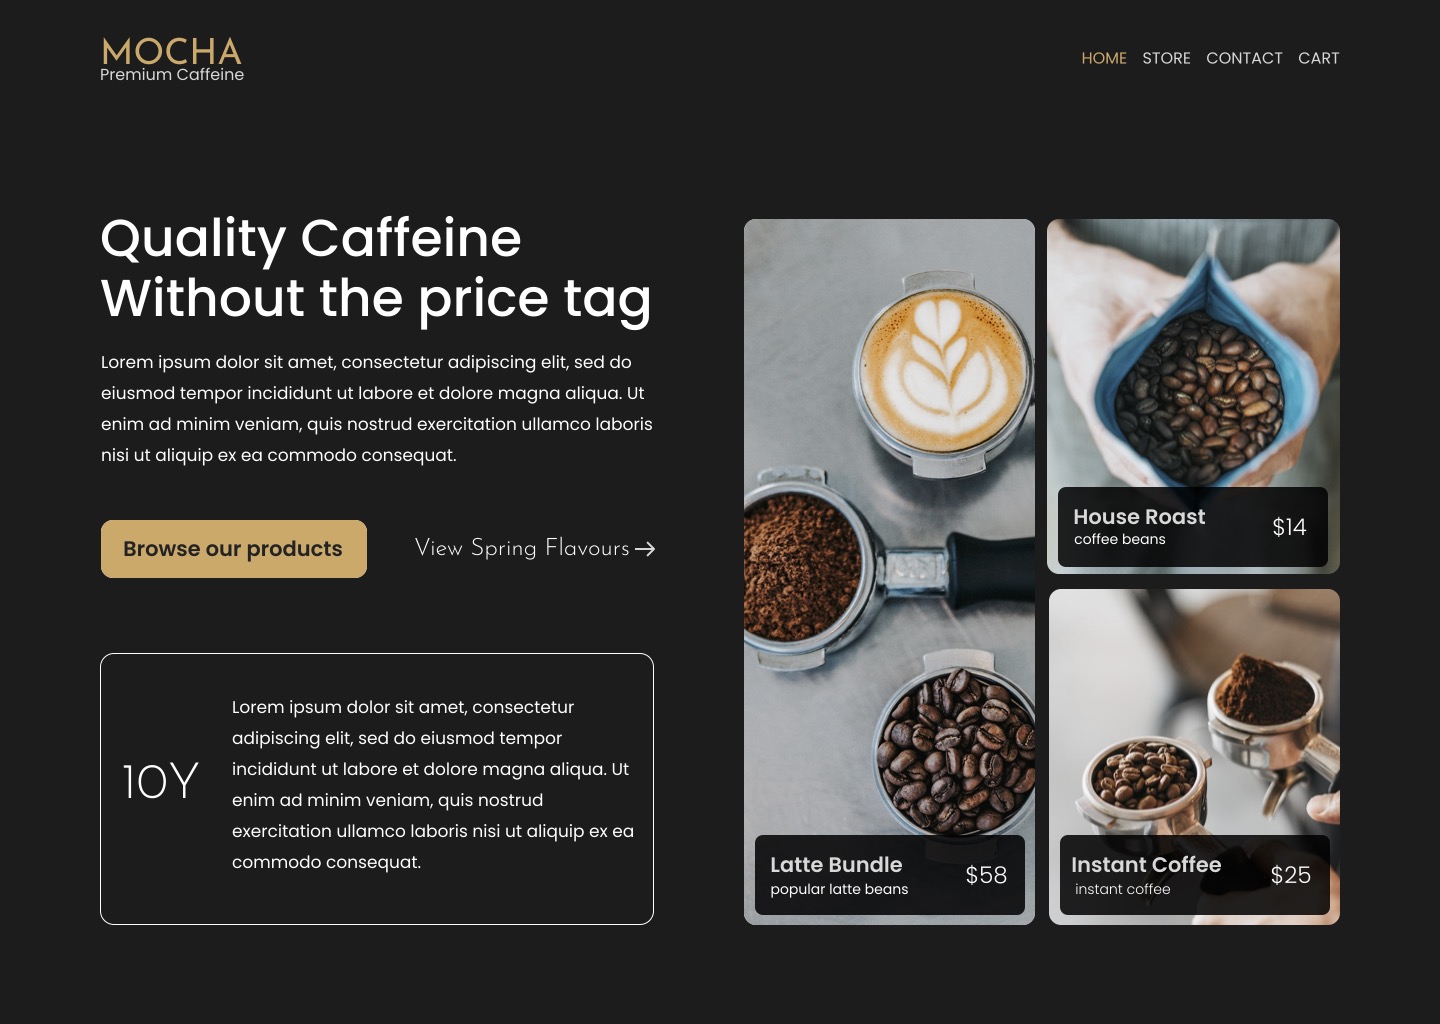 MOCHA
Premium Caffeine
HOME STORE CONTACT CART
Quality Caffeine
Without the price tag
Lorem ipsum dolor sit amet, consectetur adipiscing elit, sed do
eiusmod tempor incididunt ut labore et dolore magna aliqua. Ut
enim ad minim veniam, quis nostrud exercitation ullamco laboris
nisi ut aliquip ex ea commodo consequat.
Browse our products
View Spring Flavours →
10Y
Lorem ipsum dolor sit amet, consectetur
adipiscing elit, sed do eiusmod tempor
incididunt ut labore et dolore magna aliqua. Ut
enim ad minim veniam, quis nostrud
exercitation ullamco laboris nisi ut aliquip ex ea
commodo consequat.
Latte Bundle
popular latte beans
$58
House Roast
coffee beans
$14
Instant Coffee
instant coffee
$25